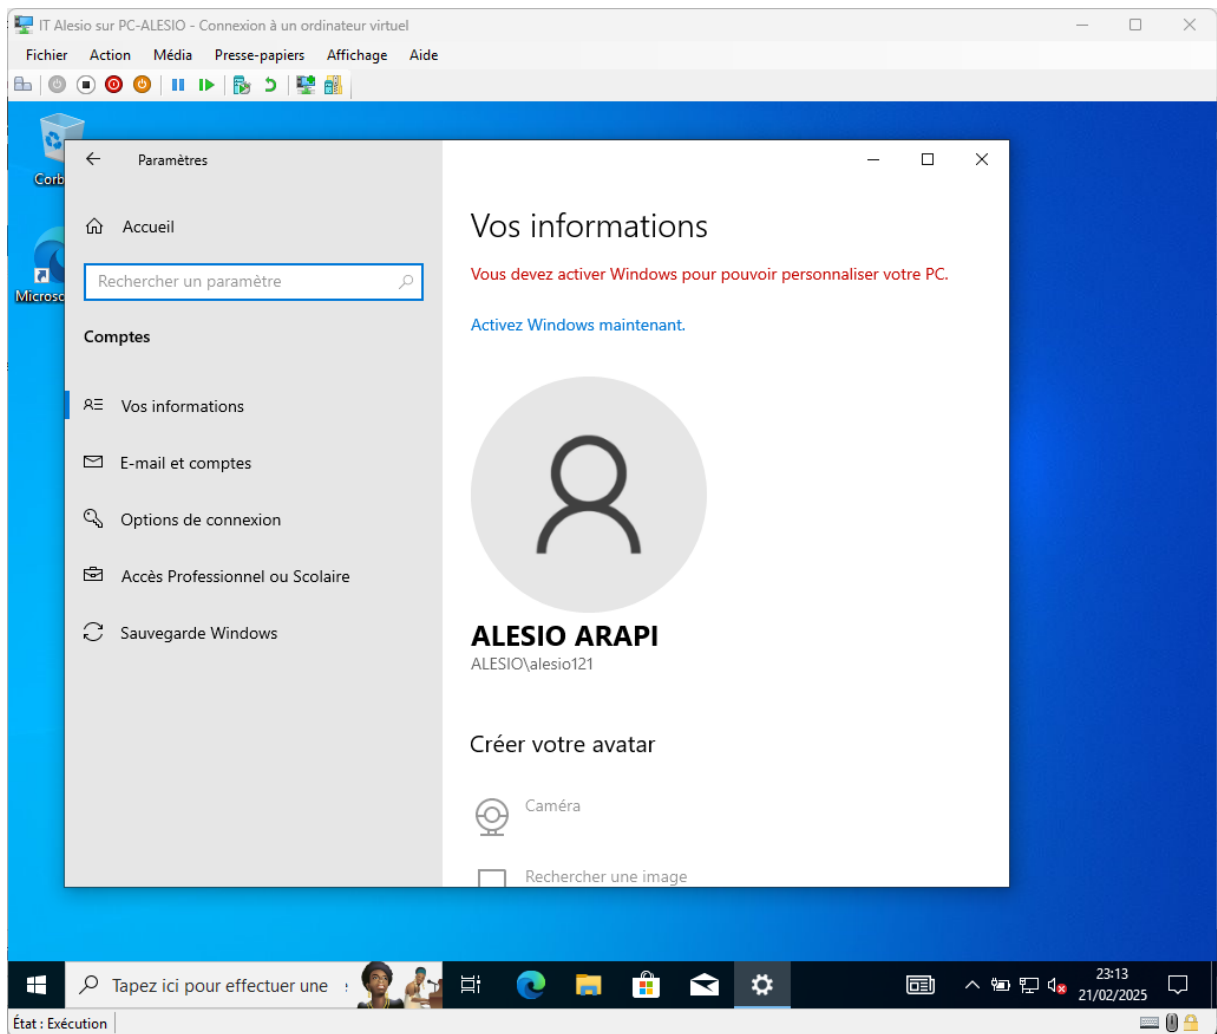 IT Alesio sur PC-ALESIO - Connexion à un ordinateur virtuel
Fichier Action Média Presse-papiers Affichage Aide
Corb
Microso
Paramètres
Accueil
Rechercher un paramètre
Comptes
Vos informations
E-mail et comptes
Options de connexion
Accès Professionnel ou Scolaire
Sauvegarde Windows
Vos informations
Vous devez activer Windows pour pouvoir personnaliser votre PC.
Activez Windows maintenant.
ALESIO ARAPI
ALESIO\alesio121
Créer votre avatar
Caméra
Rechercher une image
Tapez ici pour effectuer une
23:13
21/02/2025
État : Exécution